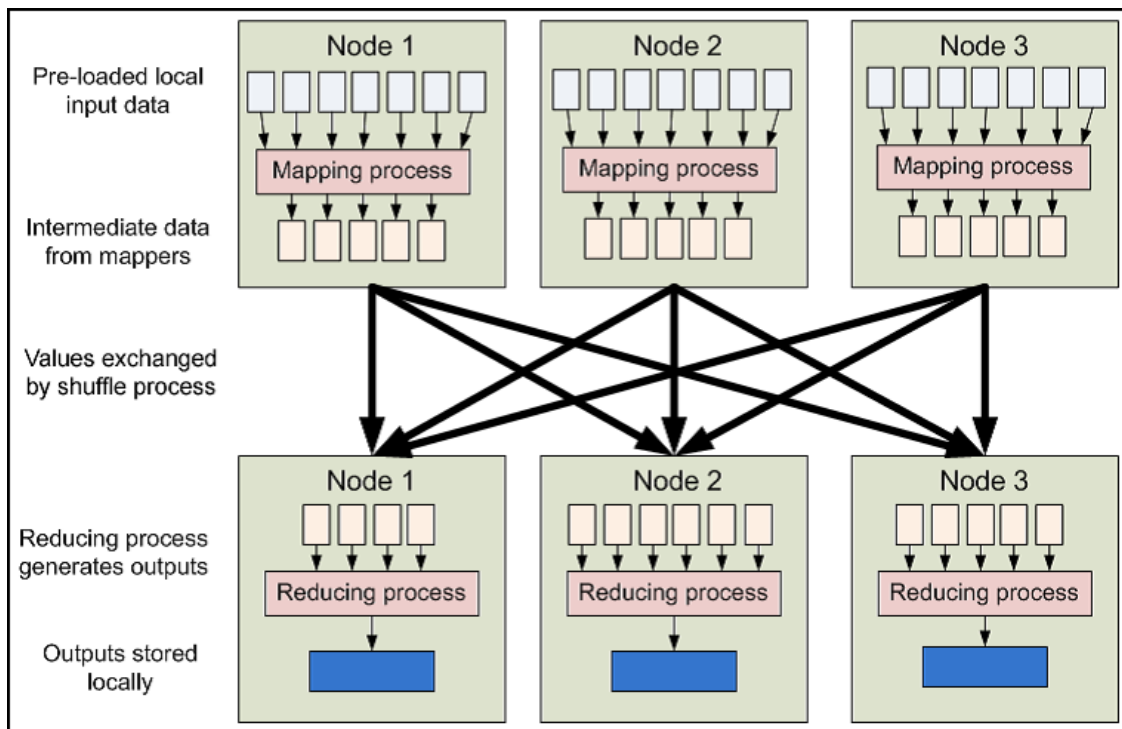 Node 1
Node 2
Node 3
Pre-loaded local
input data
Mapping process
Mapping process
Mapping process
Intermediate data
from mappers
Values exchanged
by shuffle process
Node 1
Node 2
Node 3
Reducing process
generates outputs
Reducing process
Reducing process
Reducing process
Outputs stored
locally